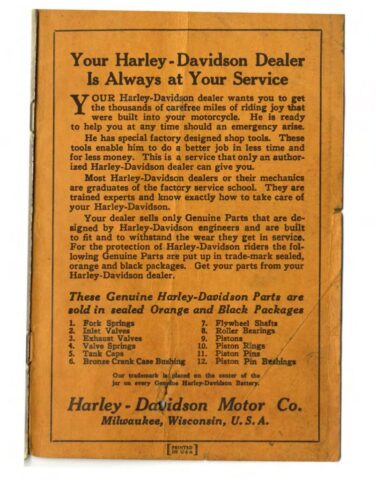 Your Harley-Davidson Dealer
Is Always at Your Service
YOUR Harley-Davidson dealer wants you to get
the thousands of carefree miles of riding joy that
were built into your motorcycle. He is ready
to help you at any time should an emergency arise.
He has special factory designed shop tools. These
tools enable him to do a better job in less time and
for less money. This is a service that only an author-
ized Harley-Davidson dealer can give you.
Most Harley-Davidson dealers or their mechanics
are graduates of the factory service school. They are
trained experts and know exactly how to take care of
your Harley-Davidson.
Your dealer sells only Genuine Parts that are de-
signed by Harley-Davidson engineers and are built
to fit and to withstand the wear they get in service.
For the protection of Harley-Davidson riders the fol-
lowing Genuine Parts are put up in trade-mark sealed,
orange and black packages. Get your parts from your
Harley-Davidson dealer.
These Genuine Harley-Davidson Parts are
sold in sealed Orange and Black Packages
1. Fork Springs
2. Inlet Valves
3. Exhaust Valves
4. Valve Springs
5. Tank Caps
6. Bronze Crank Case Bushing
7. Flywheel Shafts
8. Roller Bearings
9. Pistons
10. Piston Rings
11. Piston Pins
12. Piston Pin Bushings
Our trademark is placed on the center of the
jar on every Genuine Harley-Davidson Battery.
Harley-Davidson Motor Co.
Milwaukee, Wisconsin, U. S. A.
PRINTED
IN U.S.A.